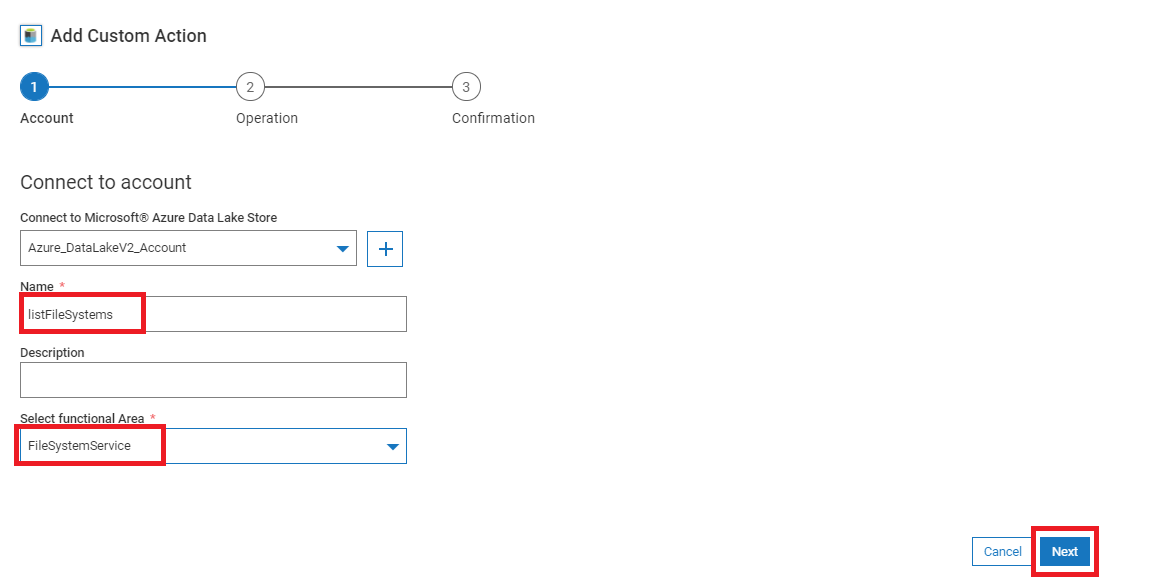 Add Custom Action
1
2
3
Account
Operation
Confirmation
Connect to account
Connect to Microsoft® Azure Data Lake Store
Azure_DataLakeV2_Account
+
Name *
listFileSystems
Description
Select functional Area *
FileSystemService
Cancel
Next